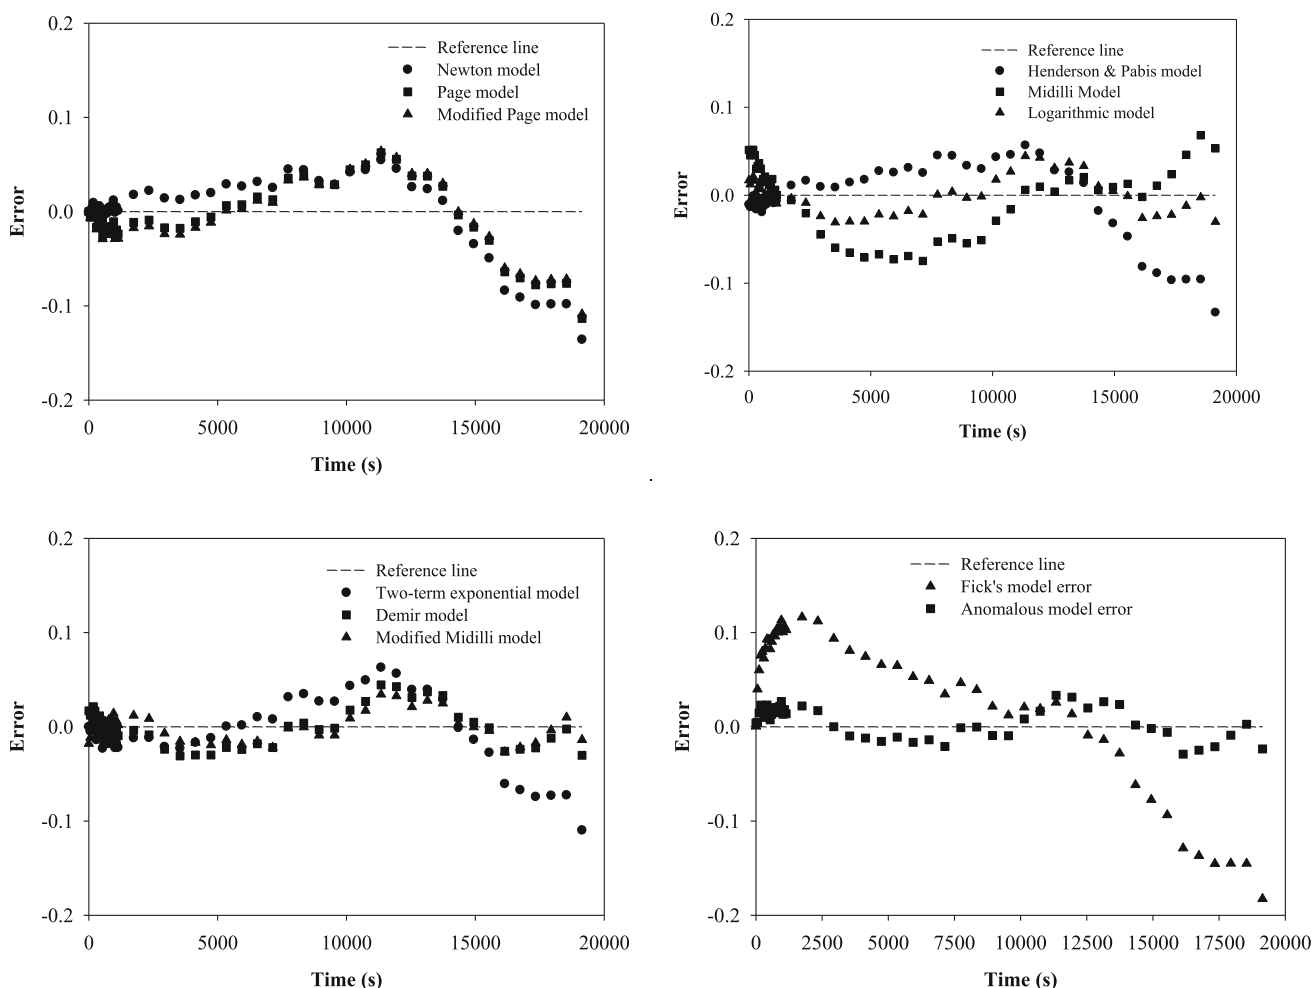 0.2
0.1
0.0
-0.1
-0.2
Error
0
5000
10000
15000
20000
Time (s)
Reference line
Newton model
Page model
Modified Page model
0.2
0.1
0.0
-0.1
-0.2
Error
0
5000
10000
15000
20000
Time (s)
Reference line
Henderson & Pabis model
Midilli Model
Logarithmic model
0.2
0.1
0.0
-0.1
-0.2
Error
0
5000
10000
15000
20000
Time (s)
Reference line
Two-term exponential model
Demir model
Modified Midilli model
0.2
0.1
0.0
-0.1
-0.2
Error
0
2500
5000
7500
10000
12500
15000
17500
20000
Time (s)
Reference line
Fick's model error
Anomalous model error